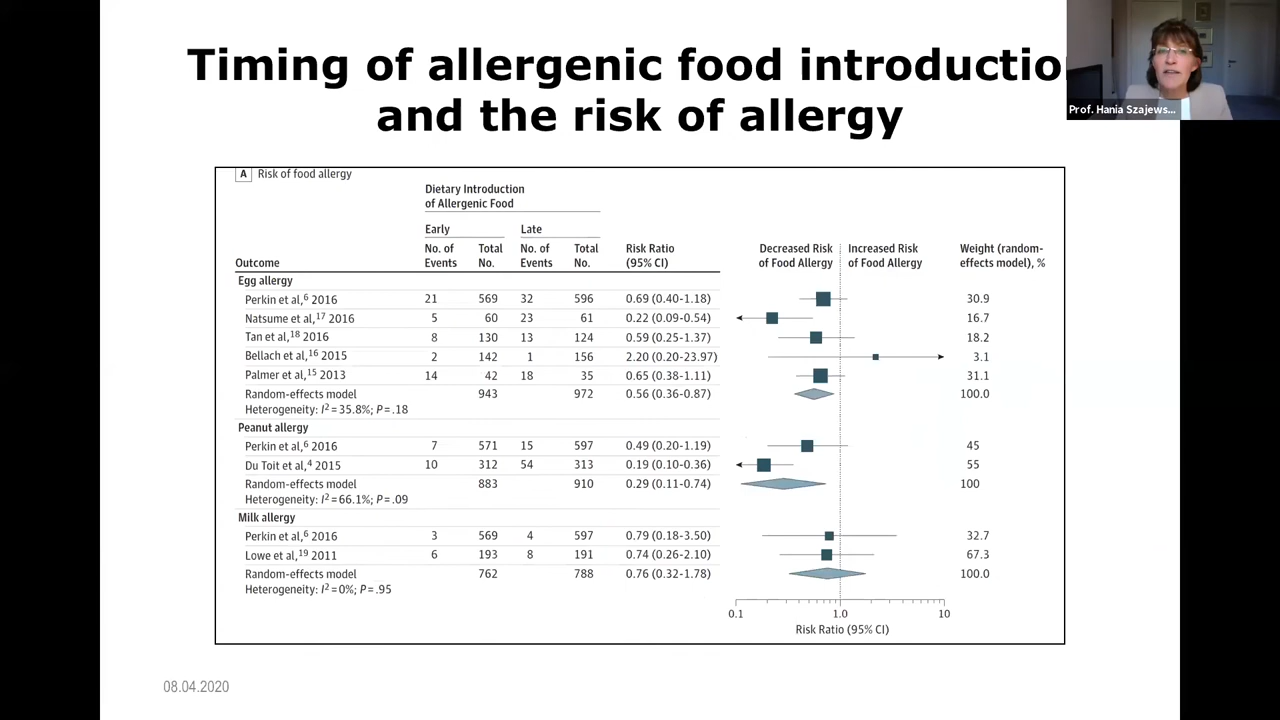 Timing of allergenic food introductio
and the risk of allergy
Prof. Hania Szajews...
A Risk of food allergy
Dietary Introduction
of Allergenic Food
Early Late
No. of Total No. of Total Risk Ratio Decreased Risk Increased Risk Weight (random-
Outcome Events No. Events No. (95% CI) of Food Allergy of Food Allergy effects model), %
Egg allergy
Perkin et al,6 2016 21 569 32 596 0.69 (0.40-1.18) 30.9
Natsume et al,17 2016 5 60 23 61 0.22 (0.09-0.54) 16.7
Tan et al,18 2016 8 130 13 124 0.59 (0.25-1.37) 18.2
Bellach et al,16 2015 2 142 1 156 2.20 (0.20-23.97) 3.1
Palmer et al,15 2013 14 42 18 35 0.65 (0.38-1.11) 31.1
Random-effects model 943 972 0.56 (0.36-0.87) 100.0
Heterogeneity: I2=35.8%; P=.18
Peanut allergy
Perkin et al,6 2016 7 571 15 597 0.49 (0.20-1.19) 45
Du Toit et al,4 2015 10 312 54 313 0.19 (0.10-0.36) 55
Random-effects model 883 910 0.29 (0.11-0.74) 100
Heterogeneity: I2=66.1%; P=.09
Milk allergy
Perkin et al,6 2016 3 569 4 597 0.79 (0.18-3.50) 32.7
Lowe et al,19 2011 6 193 8 191 0.74 (0.26-2.10) 67.3
Random-effects model 762 788 0.76 (0.32-1.78) 100.0
Heterogeneity: I2=0%; P=.95
0.1 1.0 10
Risk Ratio (95% CI)
08.04.2020